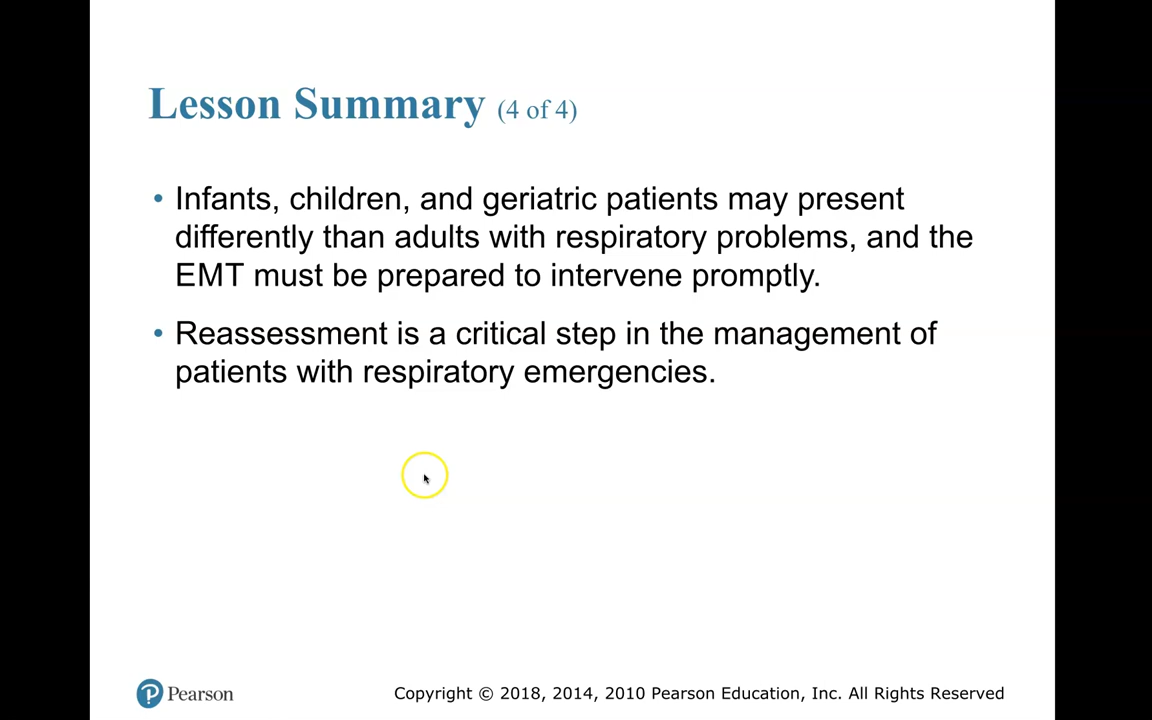 Lesson Summary (4 of 4)
• Infants, children, and geriatric patients may present
differently than adults with respiratory problems, and the
EMT must be prepared to intervene promptly.
• Reassessment is a critical step in the management of
patients with respiratory emergencies.
Pearson
Copyright © 2018, 2014, 2010 Pearson Education, Inc. All Rights Reserved